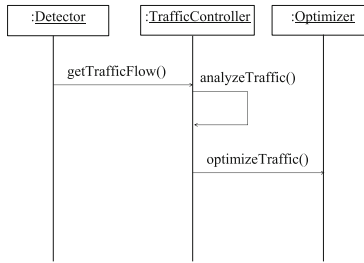 :Detector
:TrafficController
:Optimizer
getTrafficFlow()
analyzeTraffic()
optimizeTraffic()